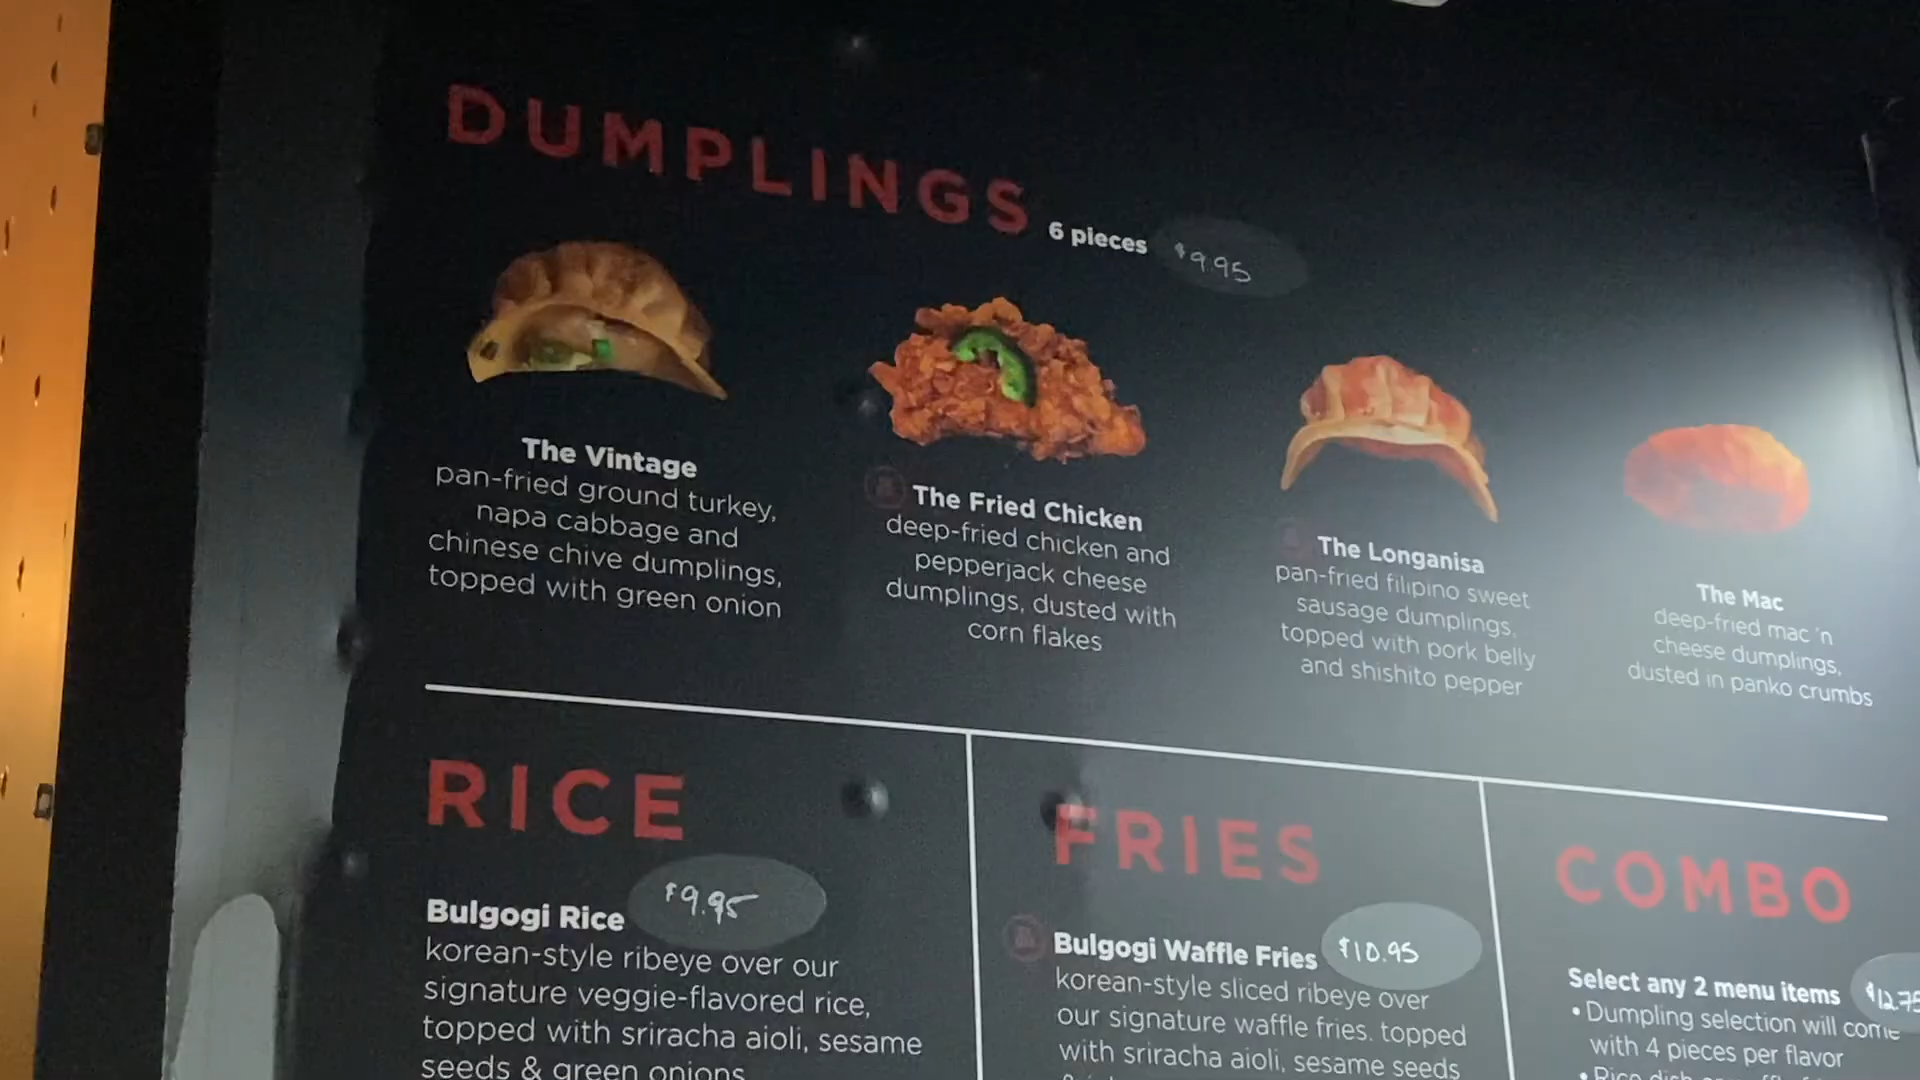 DUMPLINGS 6 pieces $9.95
The Vintage
pan-fried ground turkey,
napa cabbage and
chinese chive dumplings,
topped with green onion
The Fried Chicken
deep-fried chicken and
pepperjack cheese
dumplings, dusted with
corn flakes
The Longanisa
pan-fried filipino sweet
sausage dumplings,
topped with pork belly
and shishito pepper
The Mac
deep-fried mac 'n
cheese dumplings,
dusted in panko crumbs
RICE
Bulgogi Rice $9.95
korean-style ribeye over our
signature veggie-flavored rice,
topped with sriracha aioli, sesame
seeds & green onions
FRIES
Bulgogi Waffle Fries $10.95
korean-style sliced ribeye over
our signature waffle fries. topped
with sriracha aioli, sesame seeds
COMBO
Select any 2 menu items $12.75
• Dumpling selection will come
with 4 pieces per flavor
• Rice dish